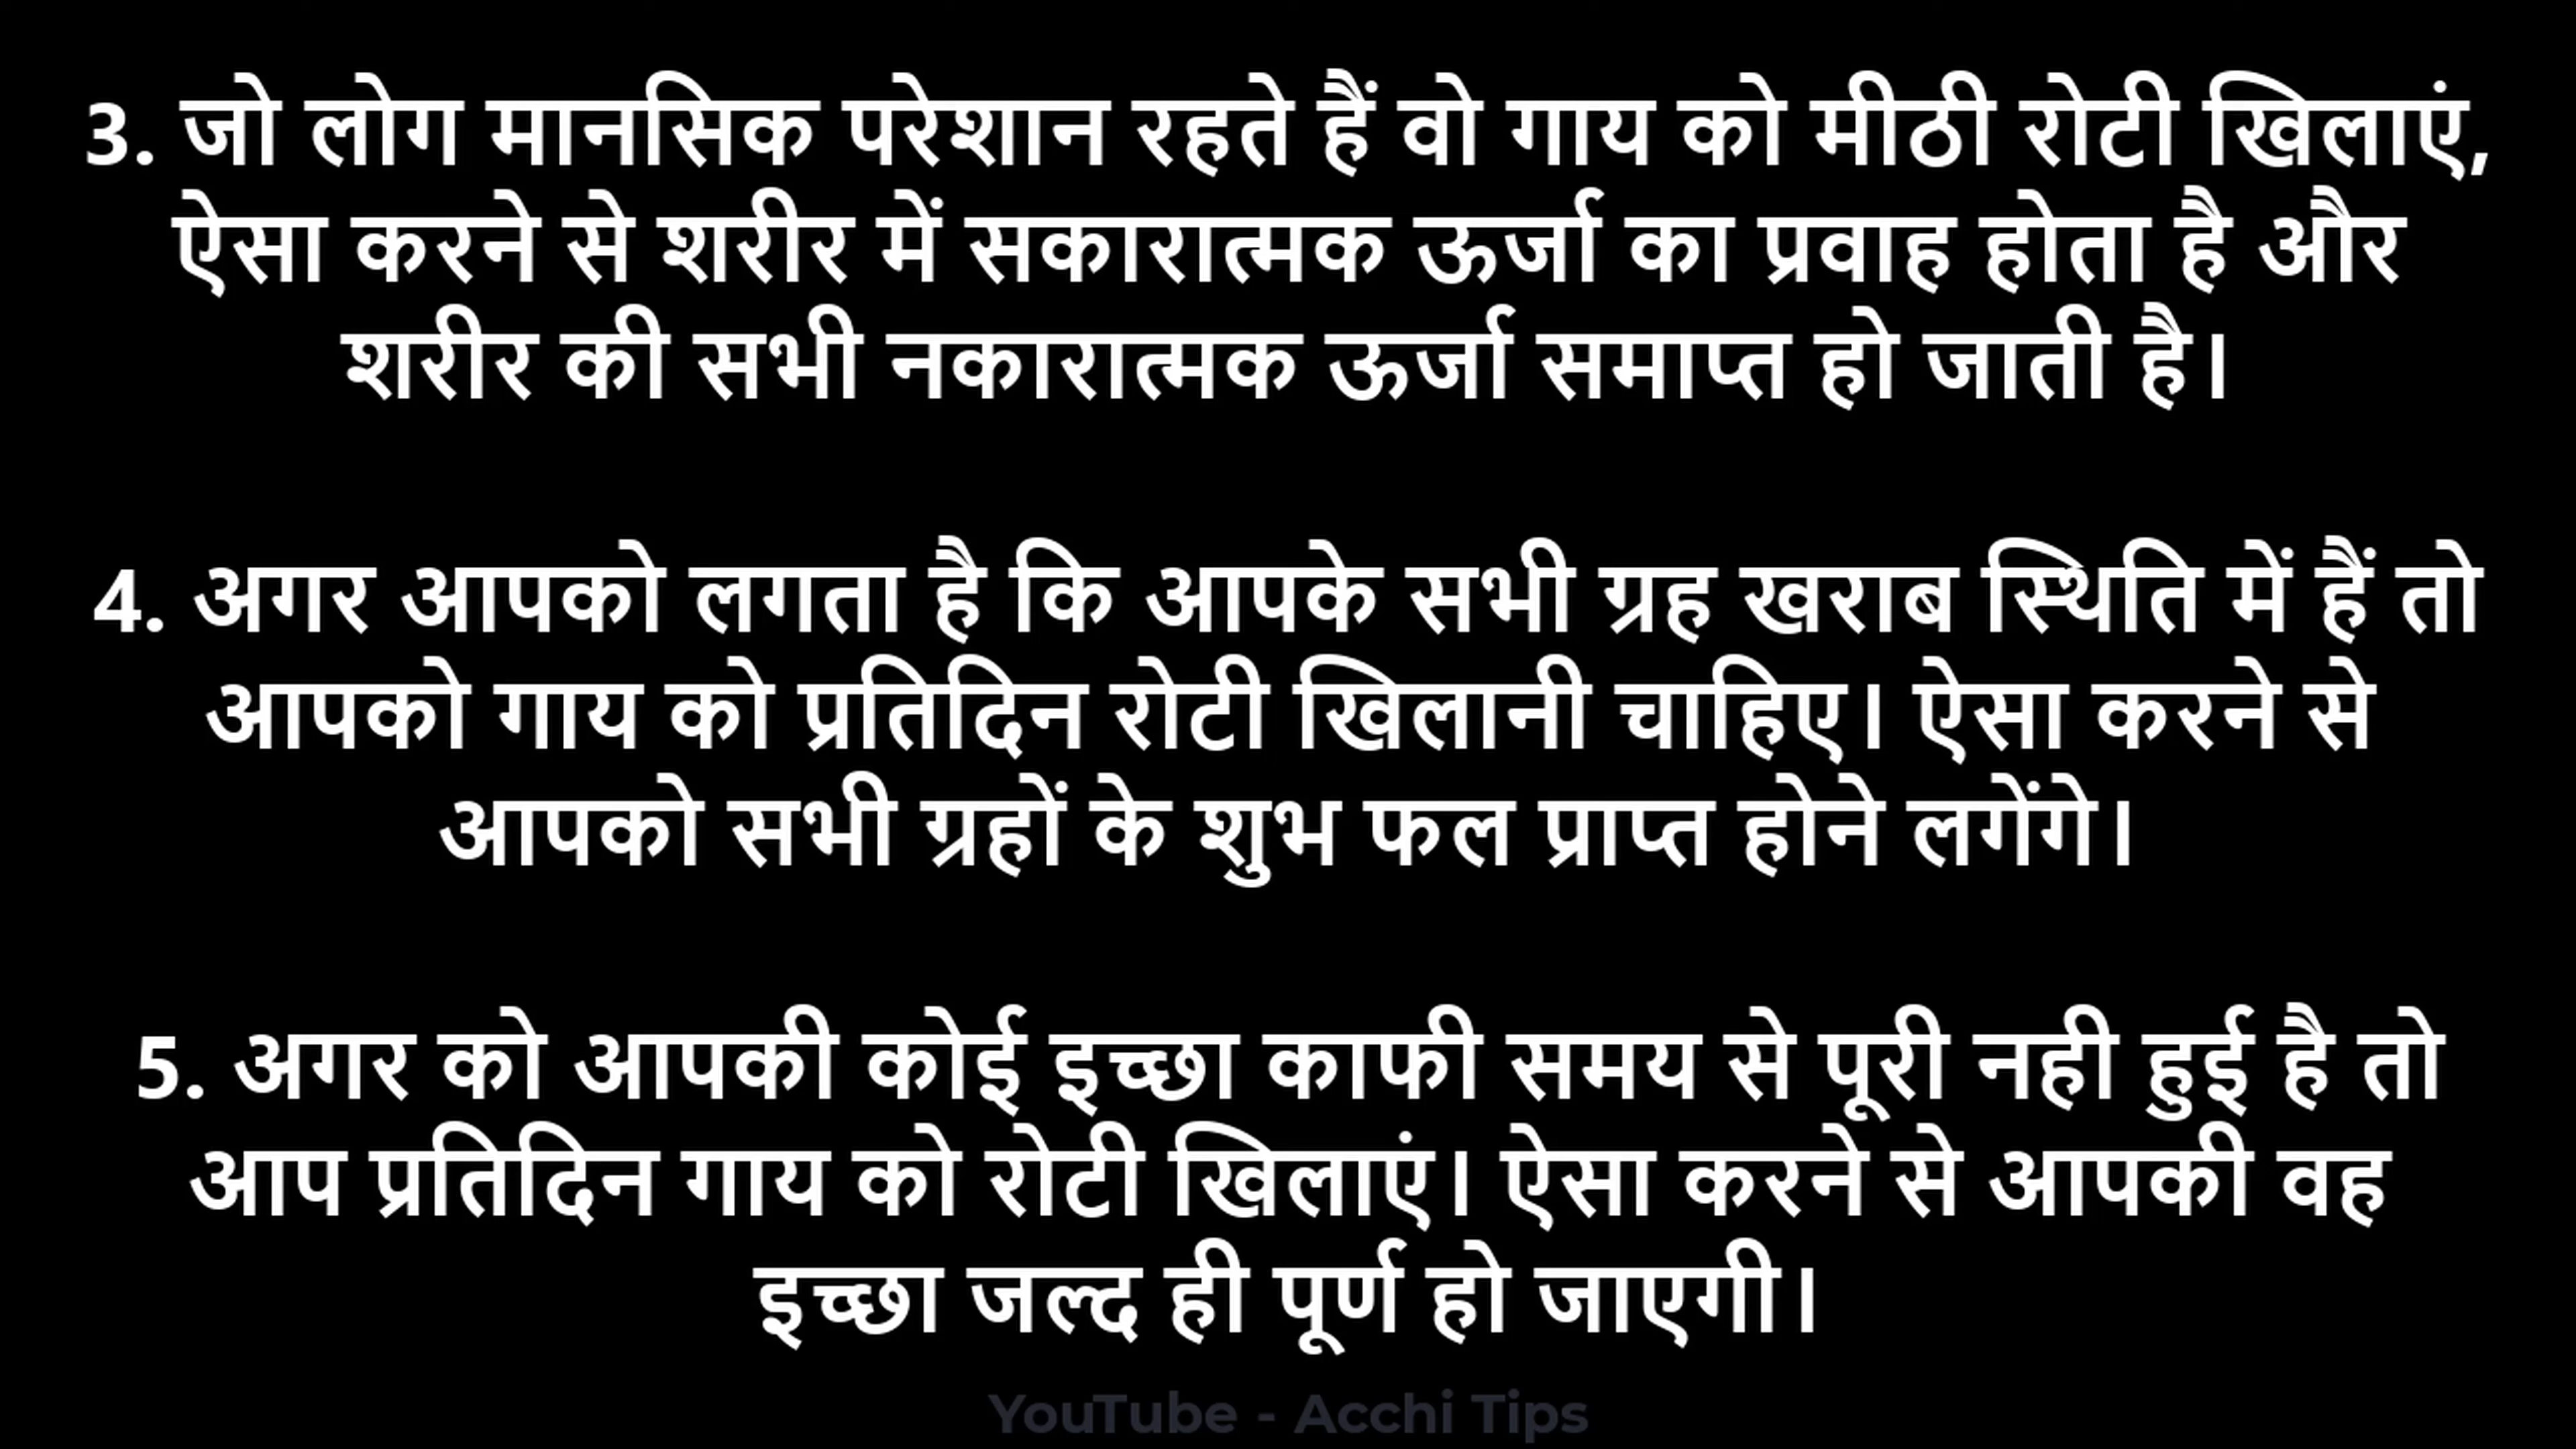 3. जो लोग मानसिक परेशान रहते हैं वो गाय को मीठी रोटी खिलाएं,
ऐसा करने से शरीर में सकारात्मक ऊर्जा का प्रवाह होता है और
शरीर की सभी नकारात्मक ऊर्जा समाप्त हो जाती है।
4. अगर आपको लगता है कि आपके सभी ग्रह खराब स्थिति में हैं तो
आपको गाय को प्रतिदिन रोटी खिलानी चाहिए। ऐसा करने से
आपको सभी ग्रहों के शुभ फल प्राप्त होने लगेंगे।
5. अगर को आपकी कोई इच्छा काफी समय से पूरी नही हुई है तो
आप प्रतिदिन गाय को रोटी खिलाएं। ऐसा करने से आपकी वह
इच्छा जल्द ही पूर्ण हो जाएगी।
YouTube - Acchi Tips